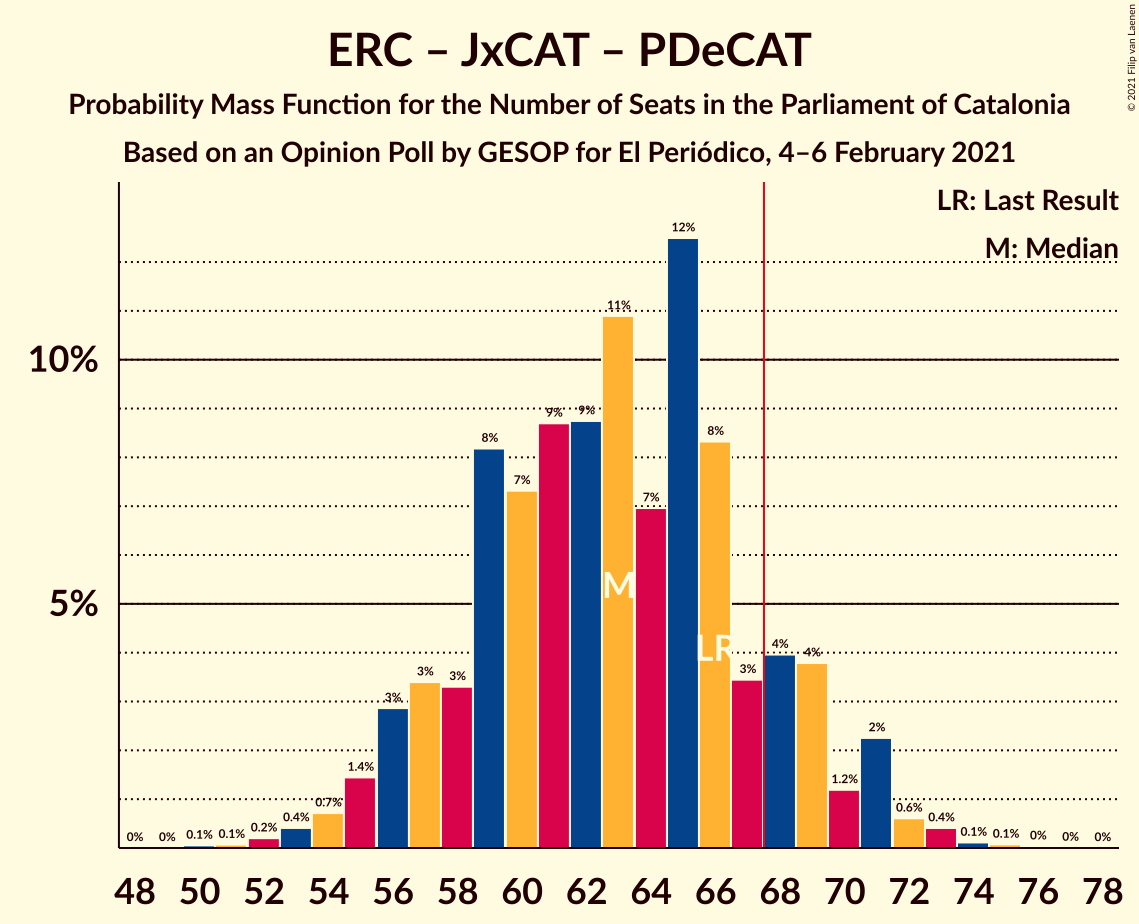 ERC – JxCAT – PDeCAT
Probability Mass Function for the Number of Seats in the Parliament of Catalonia
Based on an Opinion Poll by GESOP for El Periódico, 4–6 February 2021
© 2021 Filip van Laenen
LR: Last Result
M: Median
10%
5%
0% 0% 0.1% 0.1% 0.2% 0.4% 0.7% 1.4% 3% 3% 3% 8% 7% 9% 9% 11% 7% 12% 8% 3% 4% 4% 1.2% 2% 0.6% 0.4% 0.1% 0.1% 0% 0% 0%
M
LR
48 50 52 54 56 58 60 62 64 66 68 70 72 74 76 78